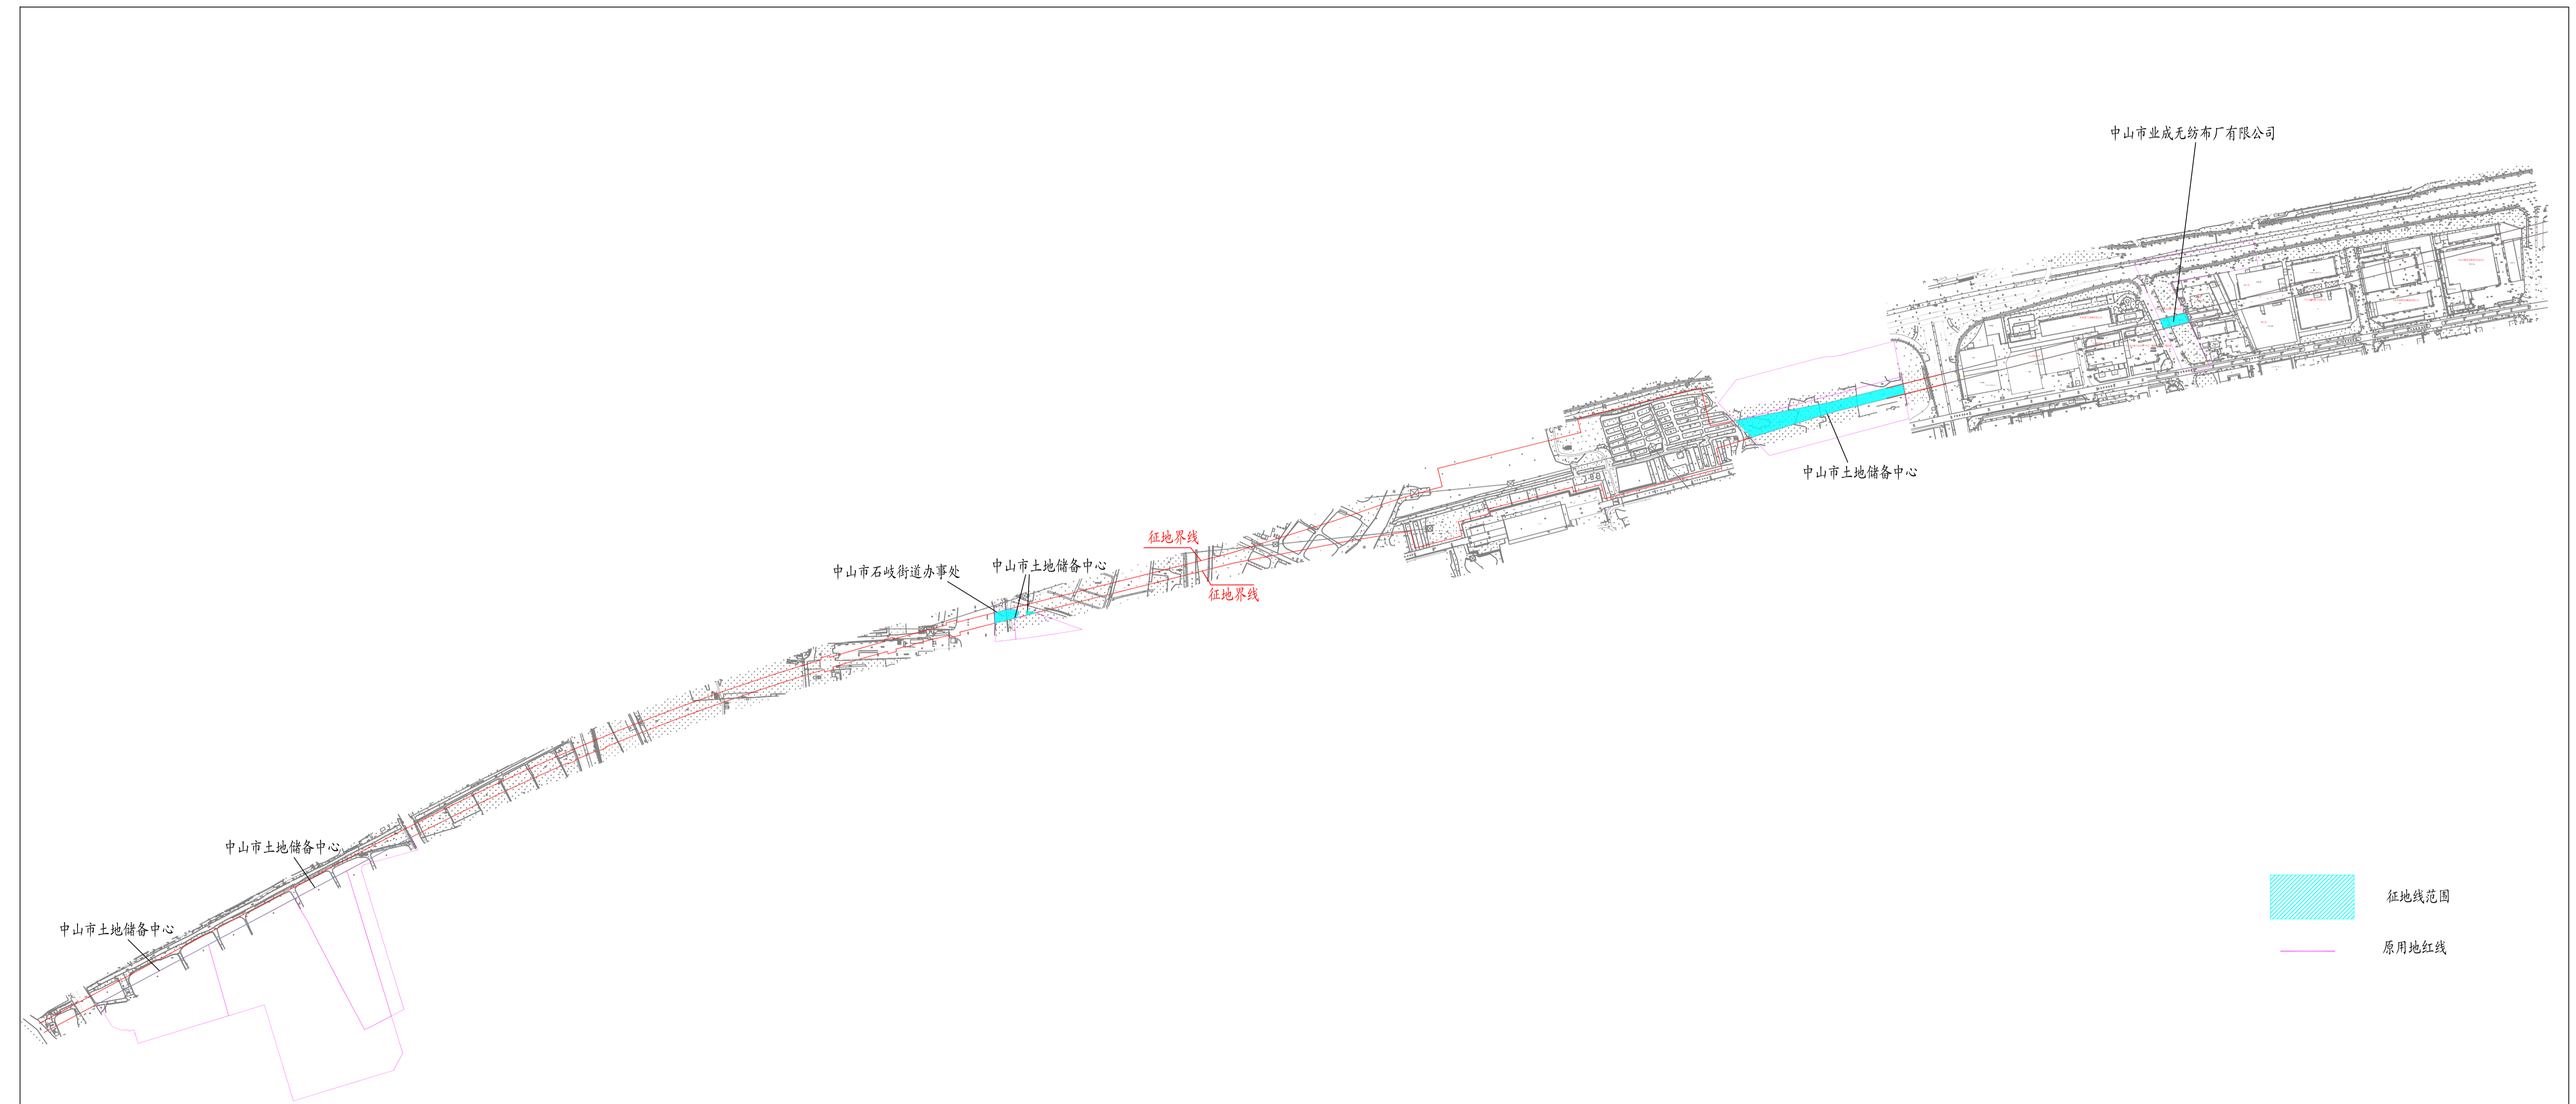 中山市业成无纺布厂有限公司
中山市土地储备中心
征地界线
征地界线
中山市石岐街道办事处
中山市土地储备中心
中山市土地储备中心
中山市土地储备中心
征地线范围
原用地红线